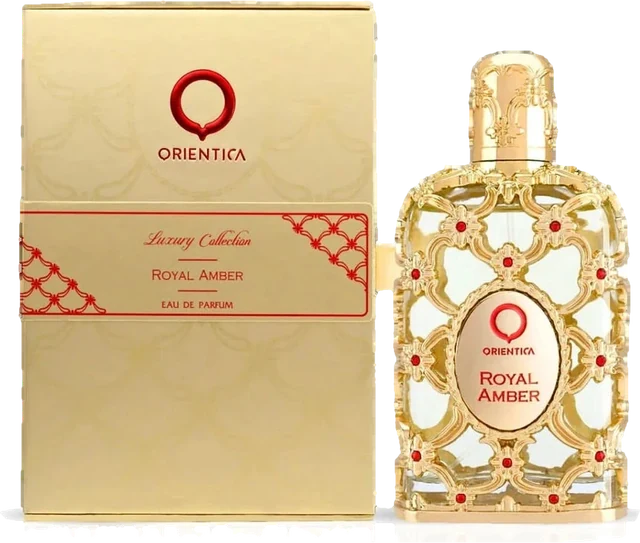 ORIENTICA
Luxury Collection
ROYAL AMBER
EAU DE PARFUM
ORIENTICA
ROYAL
AMBER